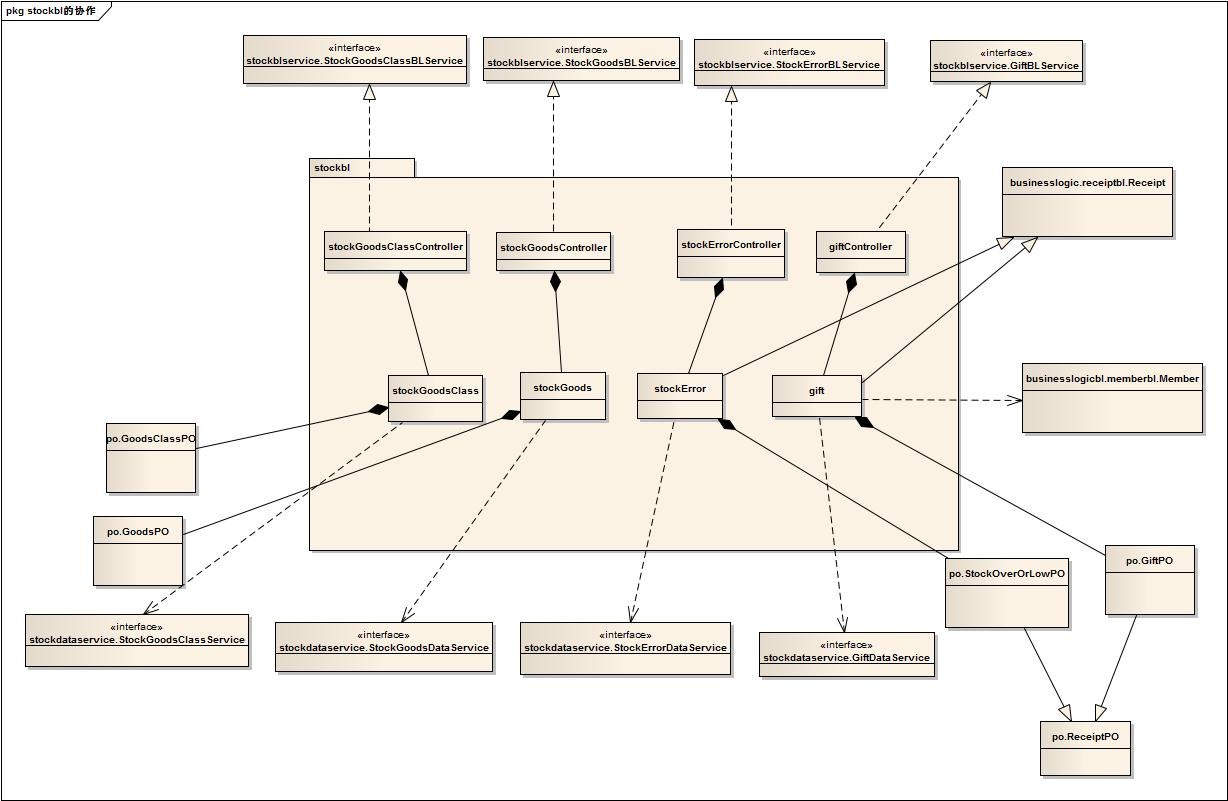 pkg stockbl的协作
«interface»
stockblservice.StockGoodsClassBLService
«interface»
stockblservice.StockGoodsBLService
«interface»
stockblservice.StockErrorBLService
«interface»
stockblservice.GiftBLService
stockbl
businesslogic.receiptbl.Receipt
stockGoodsClassController
stockGoodsController
stockErrorController
giftController
stockGoodsClass
stockGoods
stockError
gift
businesslogicbl.memberbl.Member
po.GoodsClassPO
po.GoodsPO
po.StockOverOrLowPO
po.GiftPO
«interface»
stockdataservice.StockGoodsClassService
«interface»
stockdataservice.StockGoodsDataService
«interface»
stockdataservice.StockErrorDataService
«interface»
stockdataservice.GiftDataService
po.ReceiptPO